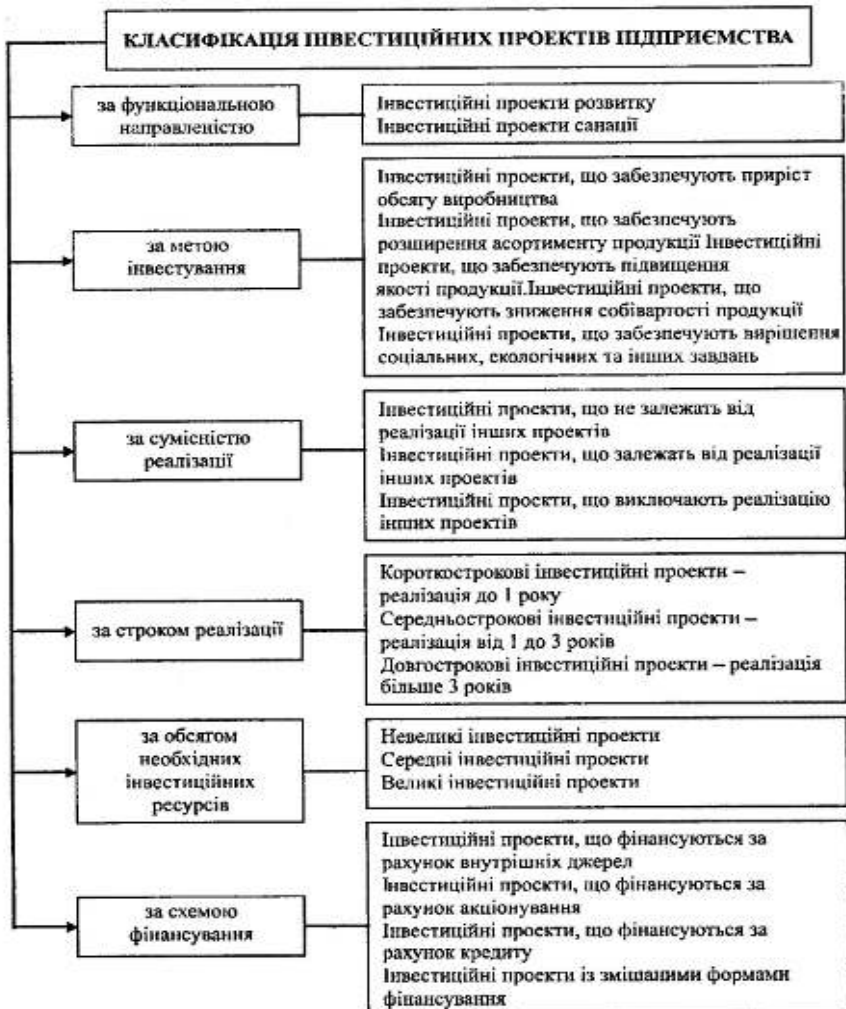 КЛАСИФІКАЦІЯ ІНВЕСТИЦІЙНИХ ПРОЕКТІВ ПІДПРИЄМСТВА
за функціональною
направленістю
Інвестиційні проекти розвитку
Інвестиційні проекти санації
за метою
інвестування
Інвестиційні проекти, що забезпечують приріст
обсягу виробництва
Інвестиційні проекти, що забезпечують
розширення асортименту продукції Інвестиційні
проекти, що забезпечують підвищення
якості продукції.Інвестиційні проекти, що
забезпечують зниження собівартості продукції
Інвестиційні проекти, що забезпечують вирішення
соціальних, екологічних та інших завдань
за сумісністю
реалізації
Інвестиційні проекти, що не залежать від
реалізації інших проектів
Інвестиційні проекти, що залежать від реалізації
інших проектів
Інвестиційні проекти, що виключають реалізацію
інших проектів
за строком реалізації
Короткострокові інвестиційні проекти –
реалізація до 1 року
Середньострокові інвестиційні проекти –
реалізація від 1 до 3 років
Довгострокові інвестиційні проекти – реалізація
більше 3 років
за обсягом
необхідних
інвестиційних
ресурсів
Невеликі інвестиційні проекти
Середні інвестиційні проекти
Великі інвестиційні проекти
за схемою
фінансування
Інвестиційні проекти, що фінансуються за
рахунок внутрішніх джерел
Інвестиційні проекти, що фінансуються за
рахунок акціонування
Інвестиційні проекти, що фінансуються за
рахунок кредиту
Інвестиційні проекти із змішаними формами
фінансування